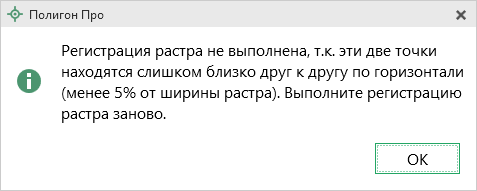 Полигон Про
Регистрация растра не выполнена, т.к. эти две точки
находятся слишком близко друг к другу по горизонтали
(менее 5% от ширины растра). Выполните регистрацию
растра заново.
ОК